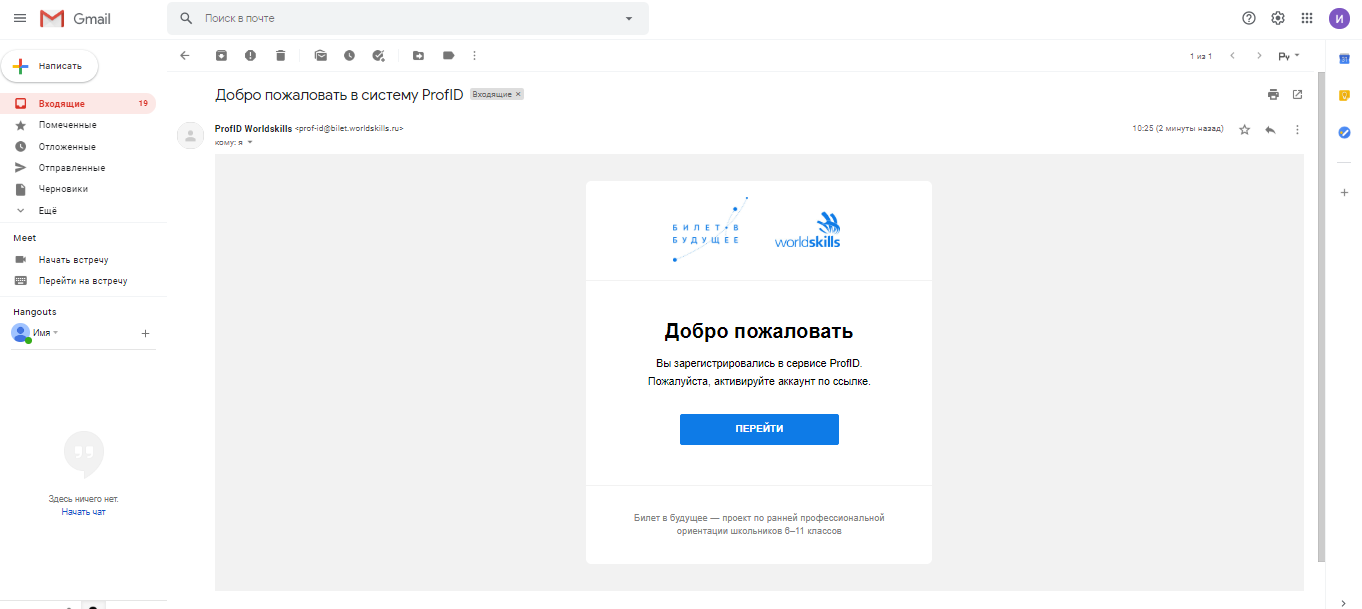 Gmail
Поиск в почте
И
Написать
1 из 1
Ру
Входящие 19
Добро пожаловать в систему ProfID Входящие ×
Помеченные
ProfID Worldskills <prof-id@bilet.worldskills.ru>
10:25 (2 минуты назад)
кому: я
Отложенные
Отправленные
Черновики
Ещё
Meet
Начать встречу
Перейти на встречу
Hangouts
Имя
Здесь ничего нет.
Начать чат
БИЛЕТ В
БУДУЩЕЕ
worldskills
Добро пожаловать
Вы зарегистрировались в сервисе ProfID.
Пожалуйста, активируйте аккаунт по ссылке.
ПЕРЕЙТИ
Билет в будущее — проект по ранней профессиональной
ориентации школьников 6–11 классов
31